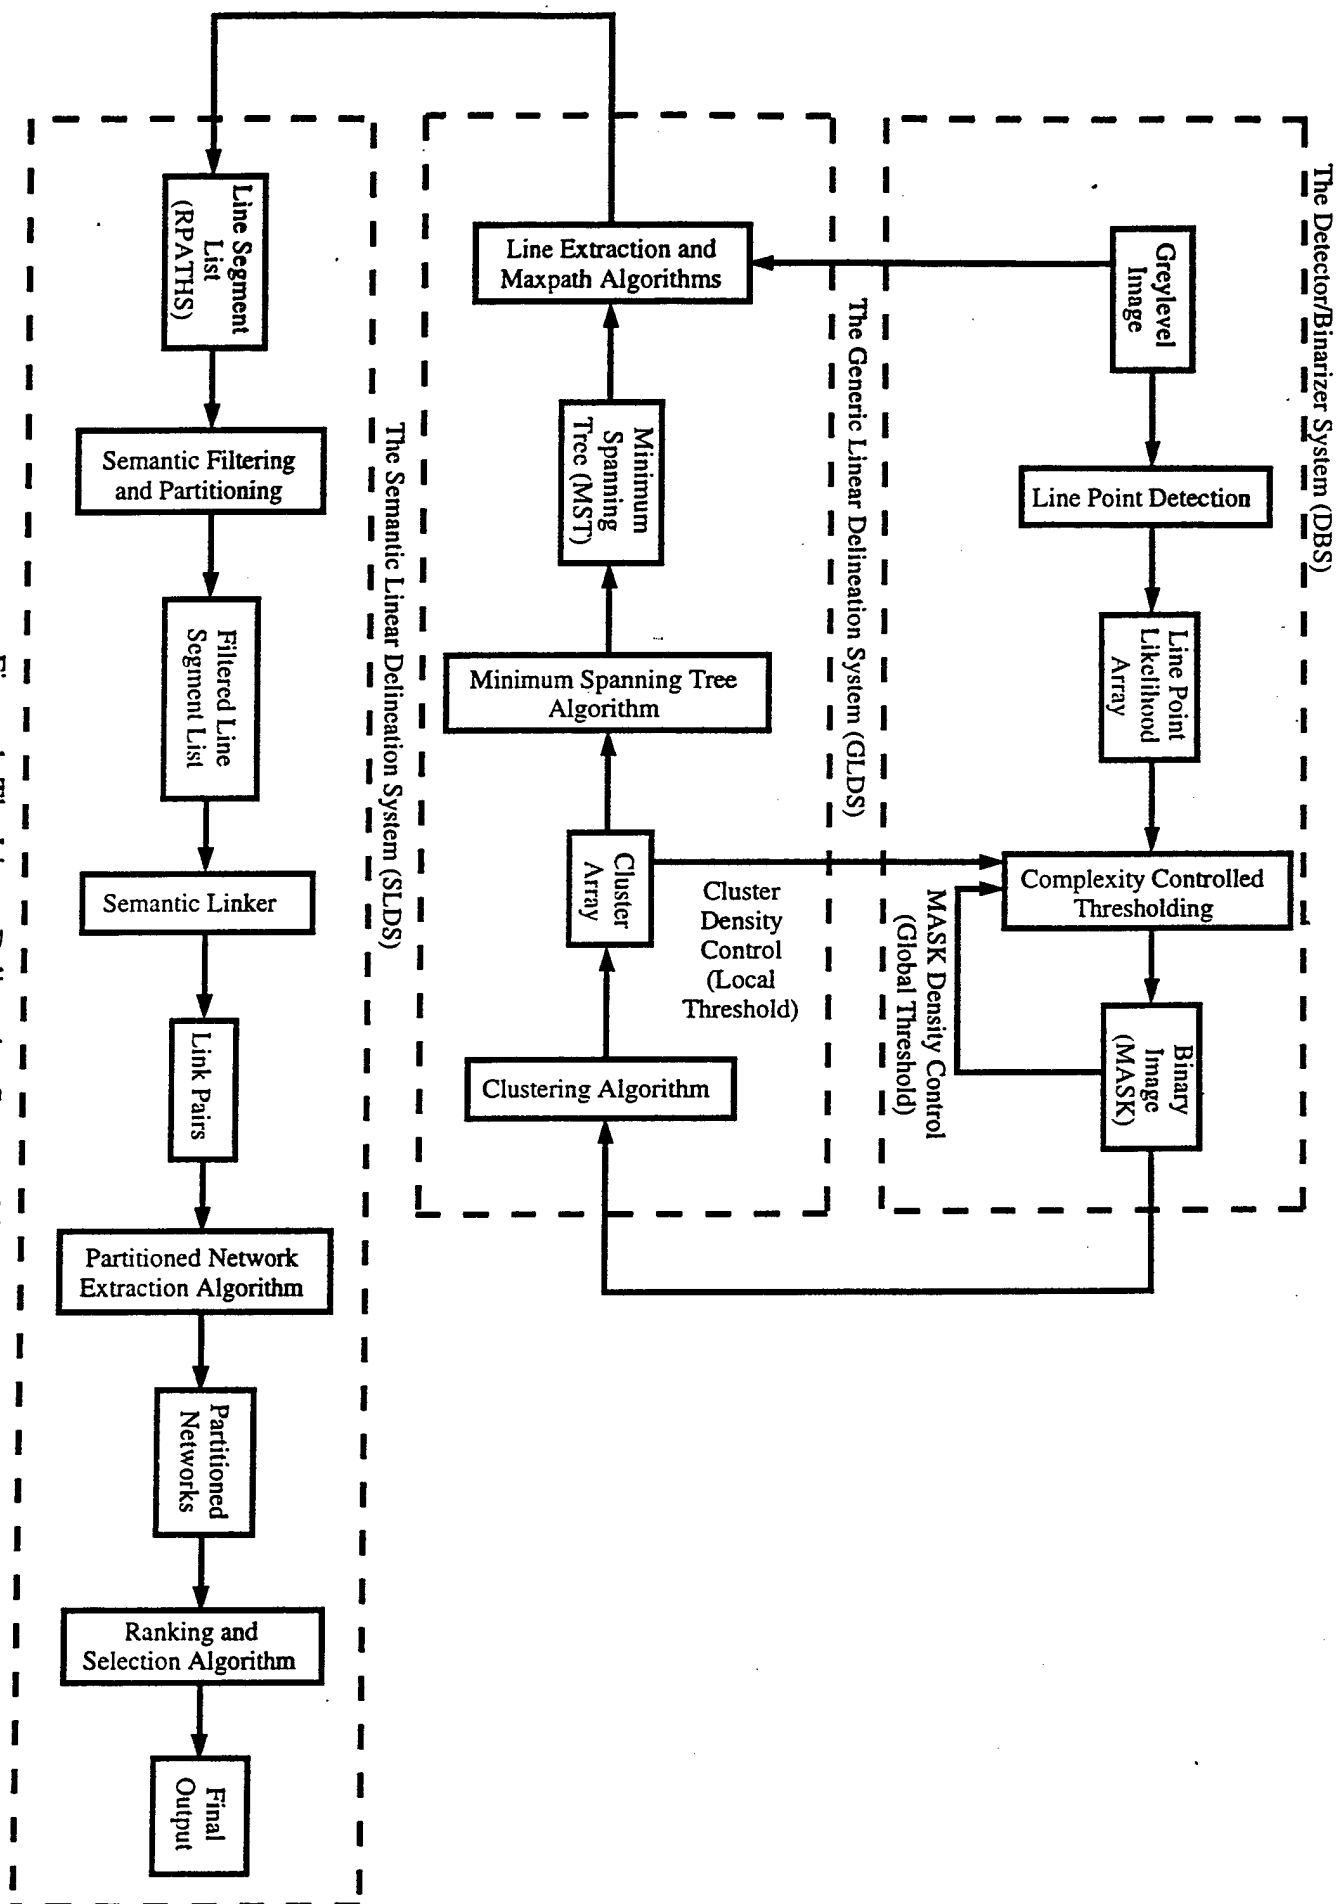 The Detector/Binarizer System (DBS)
Greylevel
Image
Line Point Detection
Line Point
Likelihood
Array
Complexity Controlled
Thresholding
Binary
Image
(MASK)
MASK Density Control
(Global Threshold)
The Generic Linear Delineation System (GLDS)
Clustering Algorithm
Cluster
Array
Cluster
Density
Control
(Local
Threshold)
Minimum Spanning Tree
Algorithm
Minimum
Spanning
Tree (MST)
Line Extraction and
Maxpath Algorithms
The Semantic Linear Delineation System (SLDS)
Line Segment
List
(RPATHS)
Semantic Filtering
and Partitioning
Filtered Line
Segment List
Semantic Linker
Link Pairs
Partitioned Network
Extraction Algorithm
Partitioned
Networks
Ranking and
Selection Algorithm
Final
Output